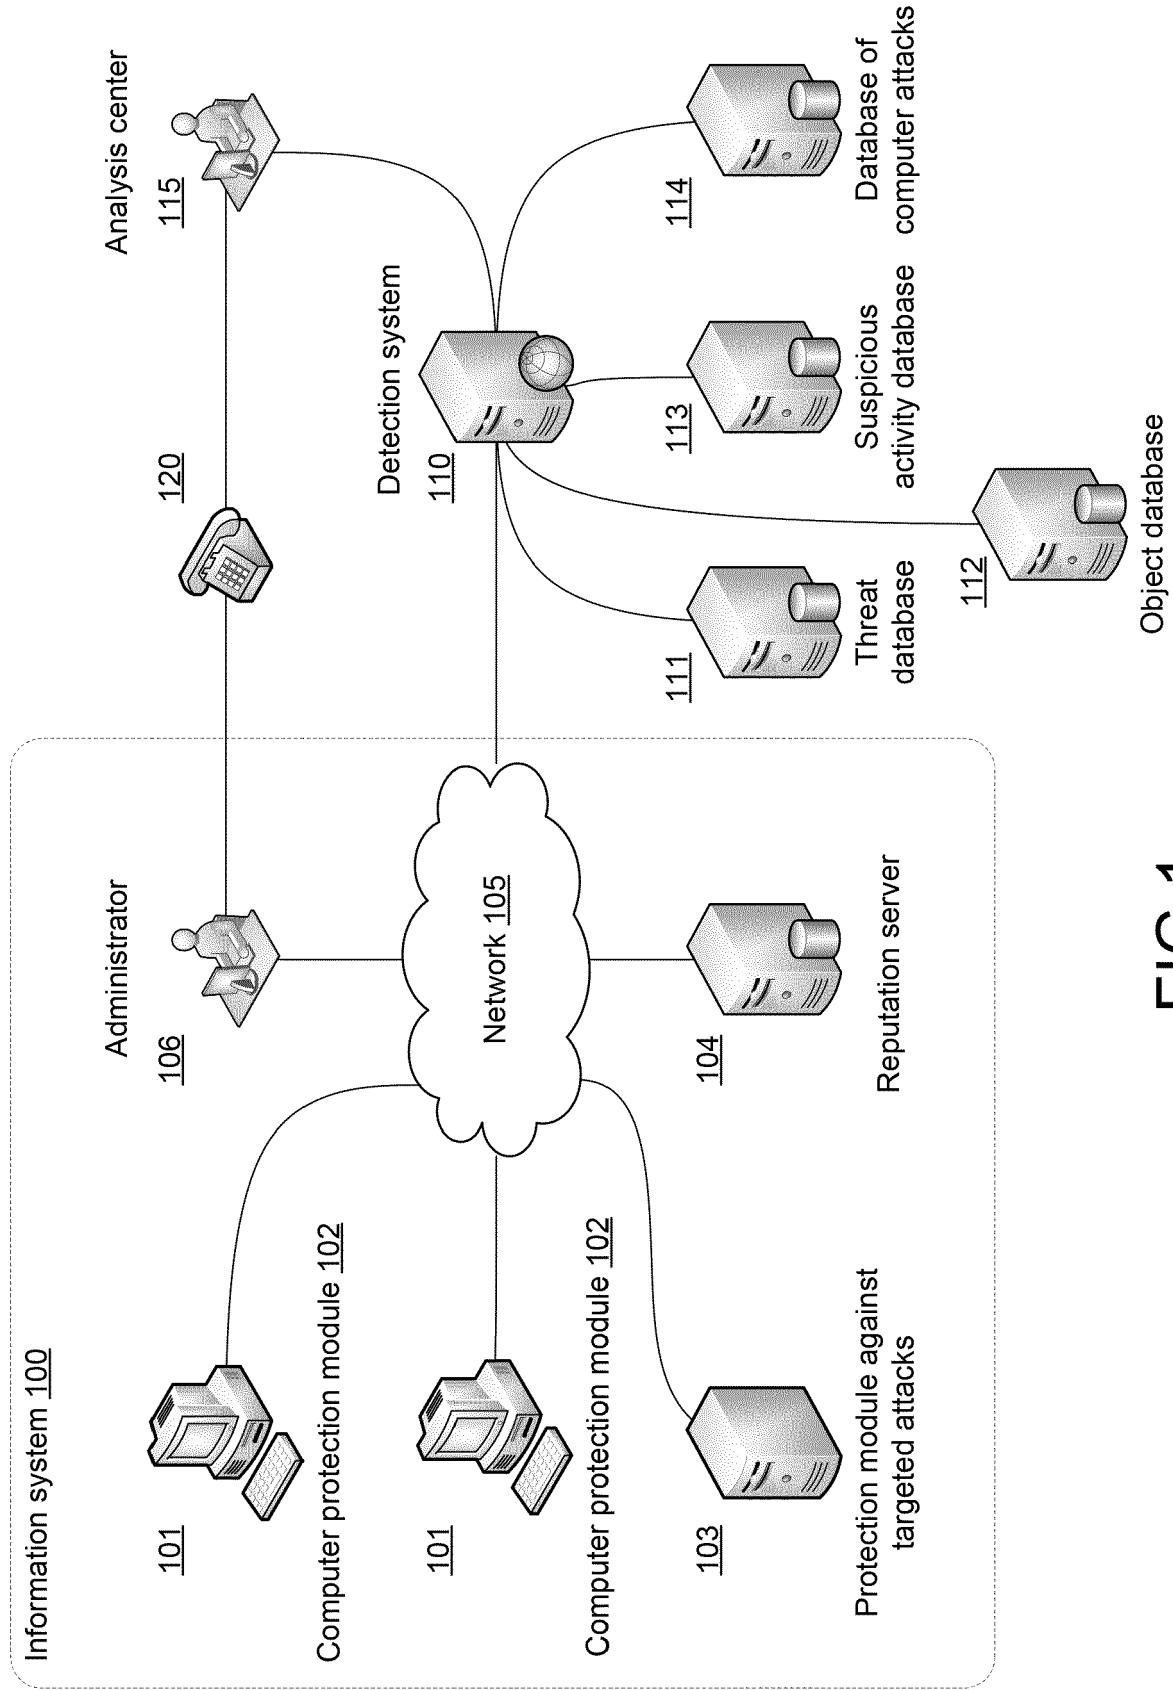 Information system 100
101
Computer protection module 102
101
Computer protection module 102
103
Protection module against
targeted attacks
Administrator
106
Network 105
104
Reputation server
120
Analysis center
115
Detection system
110
111
Threat
database
112
Object database
113
Suspicious
activity database
114
Database of
computer attacks
FIG. 1